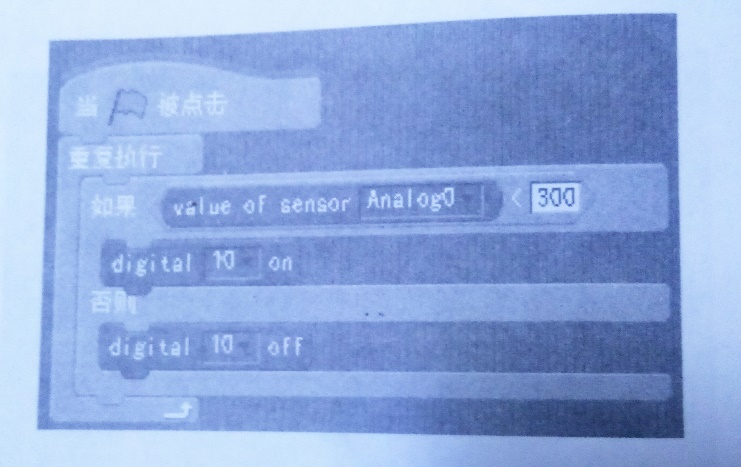 当 被点击
重复执行
如果 value of sensor Analog0 < 300
digital 10 on
否则
digital 10 off